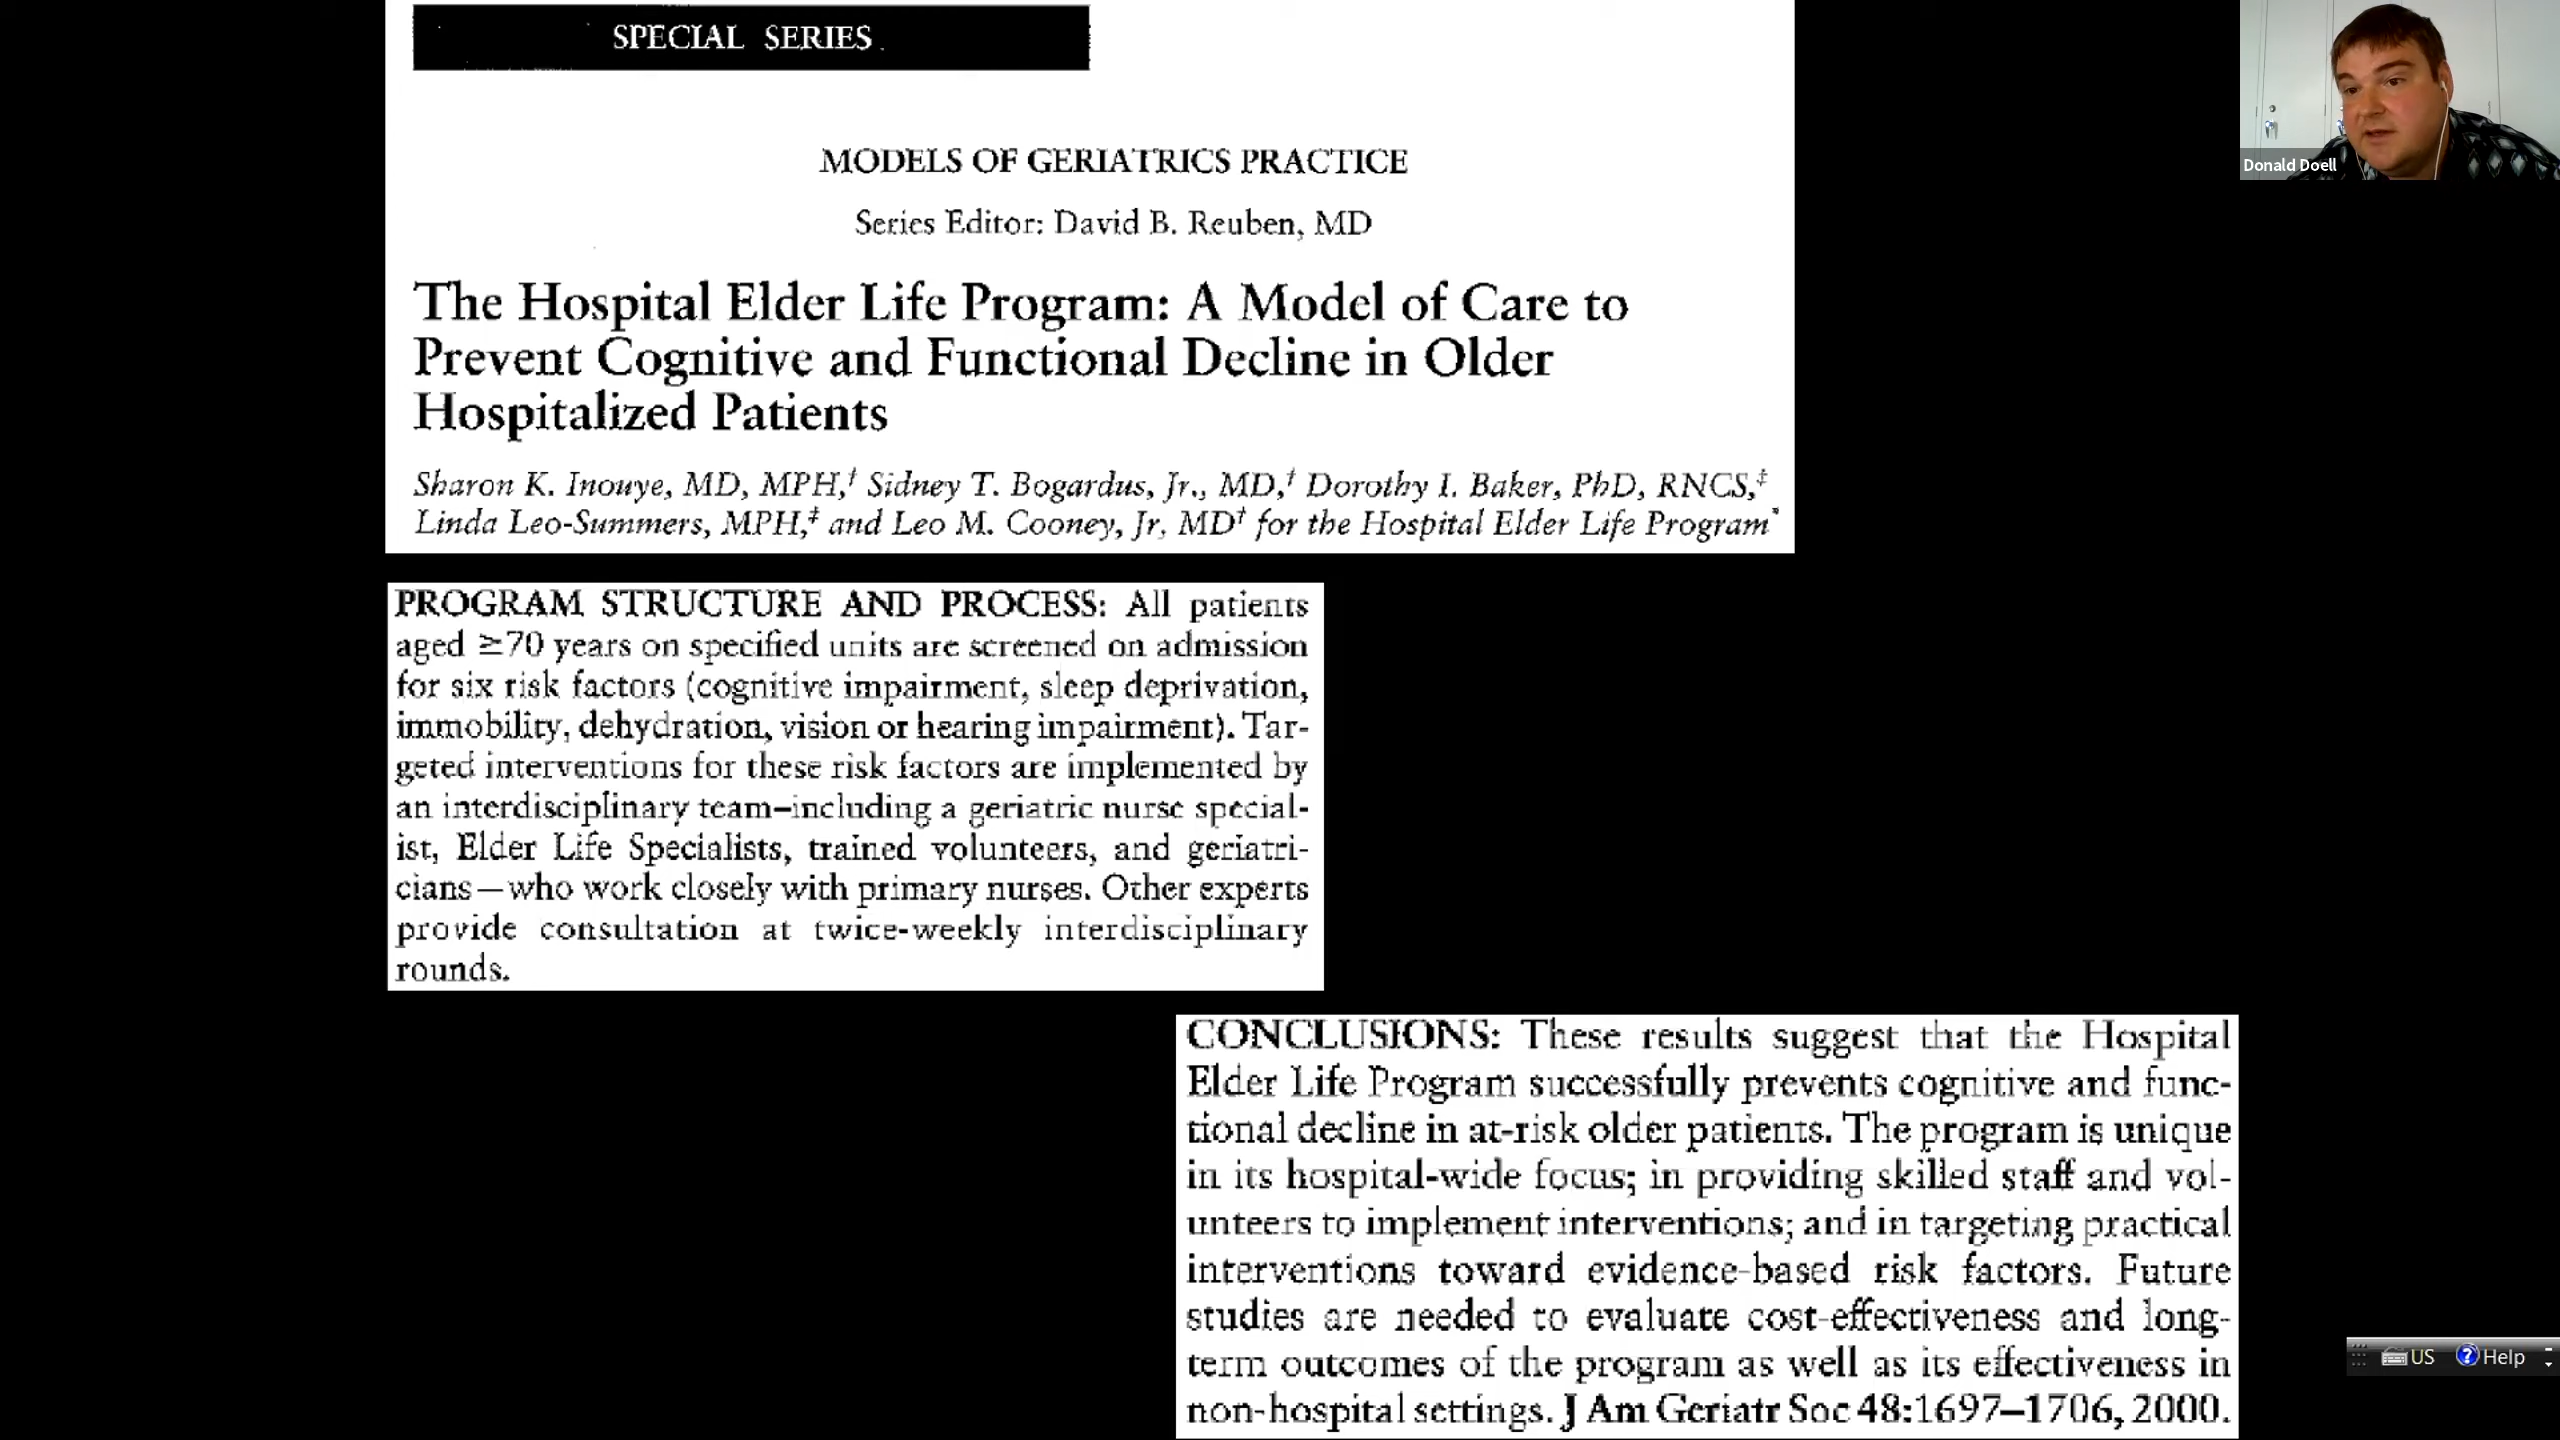 SPECIAL SERIES
MODELS OF GERIATRICS PRACTICE
Series Editor: David B. Reuben, MD
The Hospital Elder Life Program: A Model of Care to
Prevent Cognitive and Functional Decline in Older
Hospitalized Patients
Sharon K. Inouye, MD, MPH,† Sidney T. Bogardus, Jr., MD,† Dorothy I. Baker, PhD, RNCS,‡
Linda Leo-Summers, MPH,‡ and Leo M. Cooney, Jr, MD† for the Hospital Elder Life Program*
PROGRAM STRUCTURE AND PROCESS: All patients
aged ≥70 years on specified units are screened on admission
for six risk factors (cognitive impairment, sleep deprivation,
immobility, dehydration, vision or hearing impairment). Tar-
geted interventions for these risk factors are implemented by
an interdisciplinary team–including a geriatric nurse special-
ist, Elder Life Specialists, trained volunteers, and geriatri-
cians—who work closely with primary nurses. Other experts
provide consultation at twice-weekly interdisciplinary
rounds.
CONCLUSIONS: These results suggest that the Hospital
Elder Life Program successfully prevents cognitive and func-
tional decline in at-risk older patients. The program is unique
in its hospital-wide focus; in providing skilled staff and vol-
unteers to implement interventions; and in targeting practical
interventions toward evidence-based risk factors. Future
studies are needed to evaluate cost-effectiveness and long-
term outcomes of the program as well as its effectiveness in
non-hospital settings. J Am Geriatr Soc 48:1697–1706, 2000.
Donald Doell
US Help